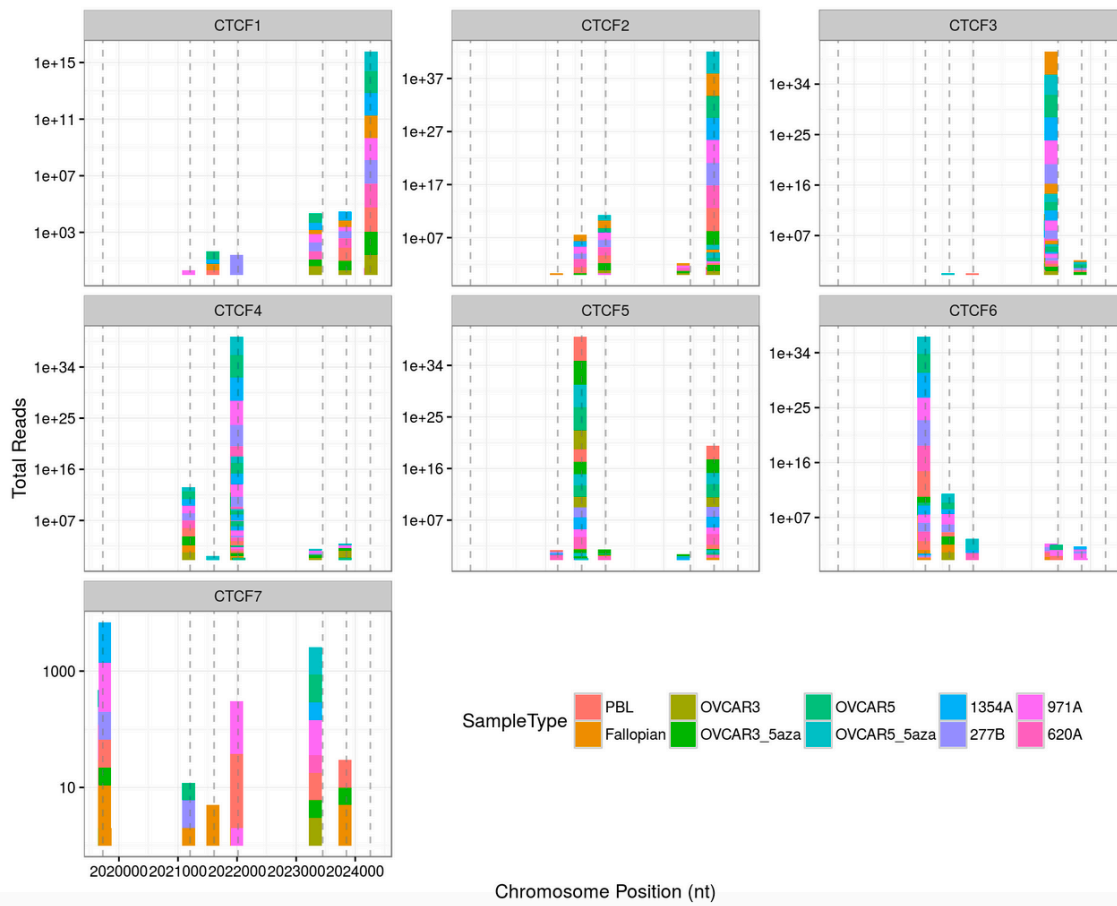 CTCF1 CTCF2 CTCF3
1e+15
1e+11
1e+07
1e+03
1e+37
1e+27
1e+17
1e+07
1e+34
1e+25
1e+16
1e+07
CTCF4 CTCF5 CTCF6
1e+34
1e+25
1e+16
1e+07
1e+34
1e+25
1e+16
1e+07
1e+34
1e+25
1e+16
1e+07
Total Reads
CTCF7
1000
10
2020000 2021000 2022000 2023000 2024000
Chromosome Position (nt)
SampleType
PBL OVCAR3 OVCAR5 1354A 971A
Fallopian OVCAR3_5aza OVCAR5_5aza 277B 620A